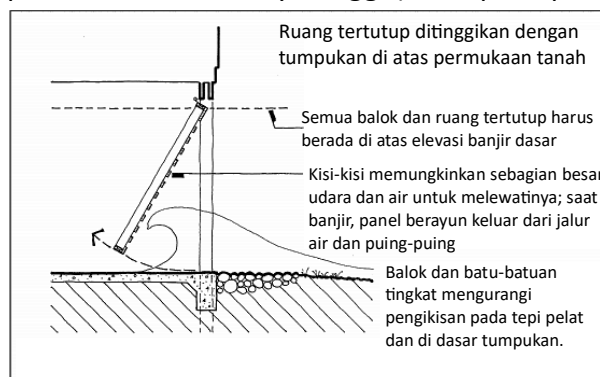 Ruang tertutup ditinggikan dengan
tumpukan di atas permukaan tanah
Semua balok dan ruang tertutup harus
berada di atas elevasi banjir dasar
Kisi-kisi memungkinkan sebagian besar
udara dan air untuk melewatinya; saat
banjir, panel berayun keluar dari jalur
air dan puing-puing
Balok dan batu-batuan
tingkat mengurangi
pengikisan pada tepi pelat
dan di dasar tumpukan.